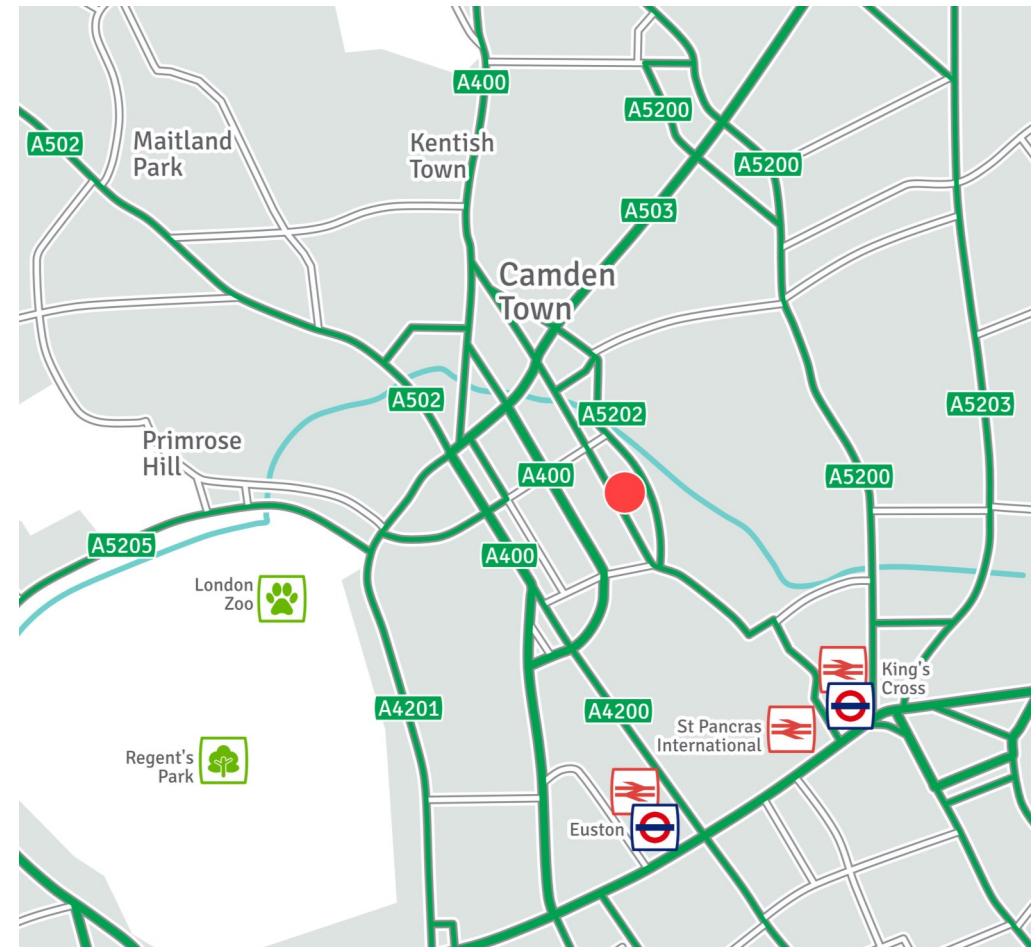 A400
A5200
A502
Maitland
Park
Kentish
Town
A5200
A503
Camden
Town
A502
A5202
A5203
Primrose
Hill
A400
A5200
A5205
A400
London
Zoo
King's
Cross
A4201
A4200
St Pancras
International
Regent's
Park
Euston